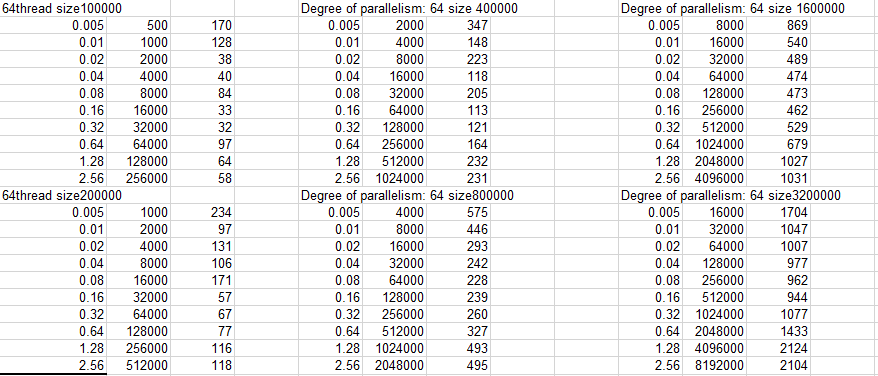 64thread size100000 Degree of parallelism: 64 size 400000 Degree of parallelism: 64 size 1600000
0.005 500 170 0.005 2000 347 0.005 8000 869
0.01 1000 128 0.01 4000 148 0.01 16000 540
0.02 2000 38 0.02 8000 223 0.02 32000 489
0.04 4000 40 0.04 16000 118 0.04 64000 474
0.08 8000 84 0.08 32000 205 0.08 128000 473
0.16 16000 33 0.16 64000 113 0.16 256000 462
0.32 32000 32 0.32 128000 121 0.32 512000 529
0.64 64000 97 0.64 256000 164 0.64 1024000 679
1.28 128000 64 1.28 512000 232 1.28 2048000 1027
2.56 256000 58 2.56 1024000 231 2.56 4096000 1031
64thread size200000 Degree of parallelism: 64 size800000 Degree of parallelism: 64 size3200000
0.005 1000 234 0.005 4000 575 0.005 16000 1704
0.01 2000 97 0.01 8000 446 0.01 32000 1047
0.02 4000 131 0.02 16000 293 0.02 64000 1007
0.04 8000 106 0.04 32000 242 0.04 128000 977
0.08 16000 171 0.08 64000 228 0.08 256000 962
0.16 32000 57 0.16 128000 239 0.16 512000 944
0.32 64000 67 0.32 256000 260 0.32 1024000 1077
0.64 128000 77 0.64 512000 327 0.64 2048000 1433
1.28 256000 116 1.28 1024000 493 1.28 4096000 2124
2.56 512000 118 2.56 2048000 495 2.56 8192000 2104